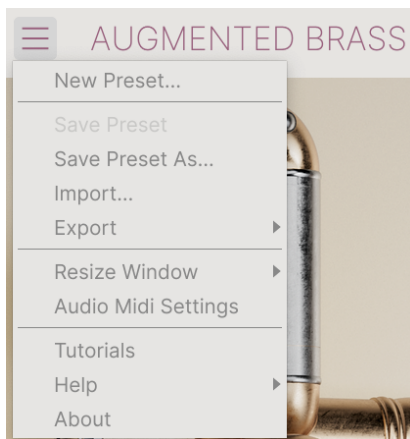 AUGMENTED BRASS
New Preset...
Save Preset
Save Preset As...
Import...
Export
Resize Window
Audio Midi Settings
Tutorials
Help
About